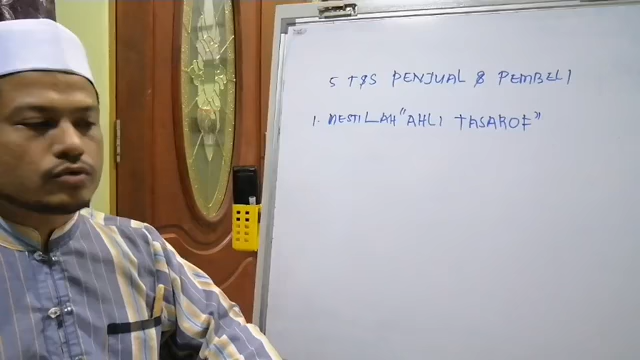 5 T&S PENJUAL & PEMBELI
1. MESTILAH "AHLI TASAROF"